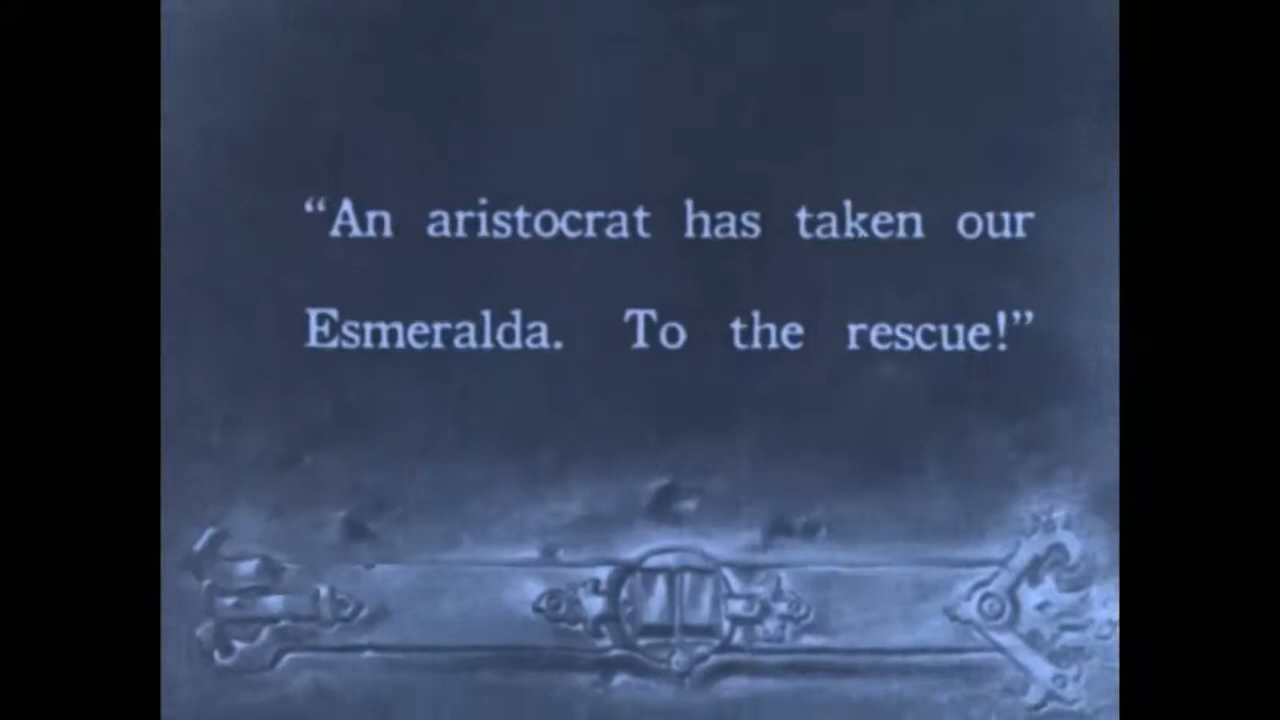 “An aristocrat has taken our
Esmeralda. To the rescue!”